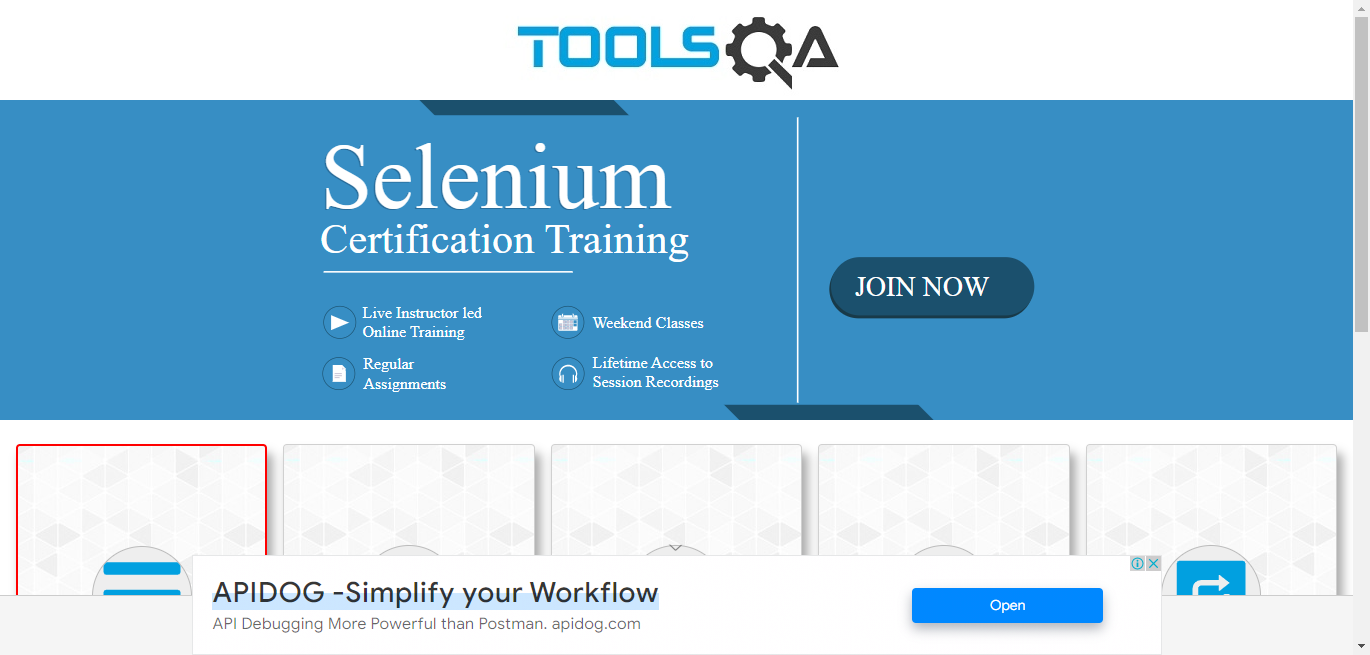 TOOLSQA
Selenium
Certification Training
JOIN NOW
Live Instructor led
Online Training
Weekend Classes
Regular
Assignments
Lifetime Access to
Session Recordings
APIDOG -Simplify your Workflow
API Debugging More Powerful than Postman. apidog.com
Open